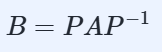 B = PAP⁻¹